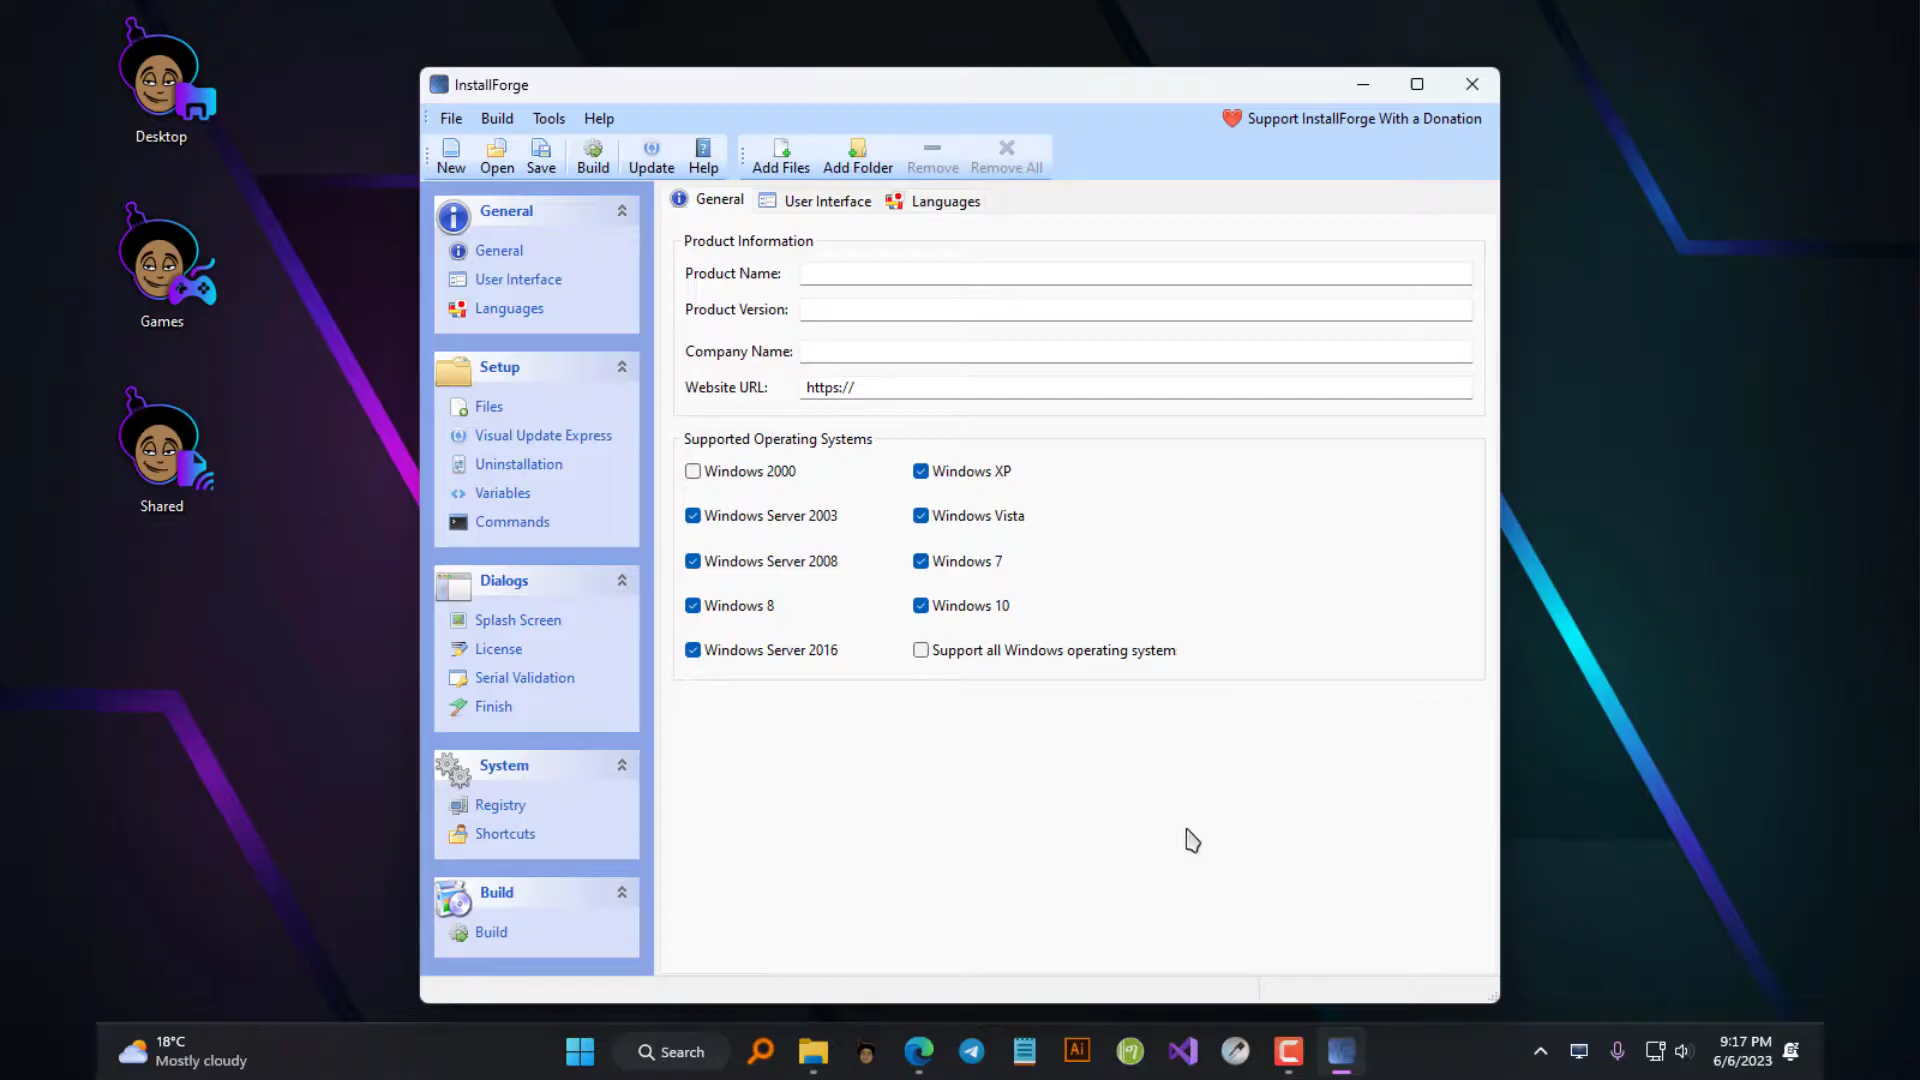 Desktop
Games
Shared
InstallForge
File Build Tools Help
Support InstallForge With a Donation
New Open Save Build Update Help Add Files Add Folder Remove Remove All
General
General
User Interface
Languages
Setup
Files
Visual Update Express
Uninstallation
Variables
Commands
Dialogs
Splash Screen
License
Serial Validation
Finish
System
Registry
Shortcuts
Build
Build
General User Interface Languages
Product Information
Product Name:
Product Version:
Company Name:
Website URL: https://
Supported Operating Systems
Windows 2000 Windows XP
Windows Server 2003 Windows Vista
Windows Server 2008 Windows 7
Windows 8 Windows 10
Windows Server 2016 Support all Windows operating system
18°C
Mostly cloudy
Search
Ai
9:17 PM
6/6/2023